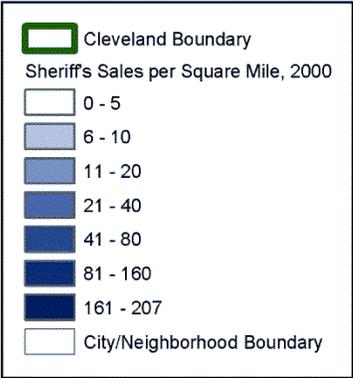 Cleveland Boundary
Sheriff's Sales per Square Mile, 2000
0 - 5
6 - 10
11 - 20
21 - 40
41 - 80
81 - 160
161 - 207
City/Neighborhood Boundary